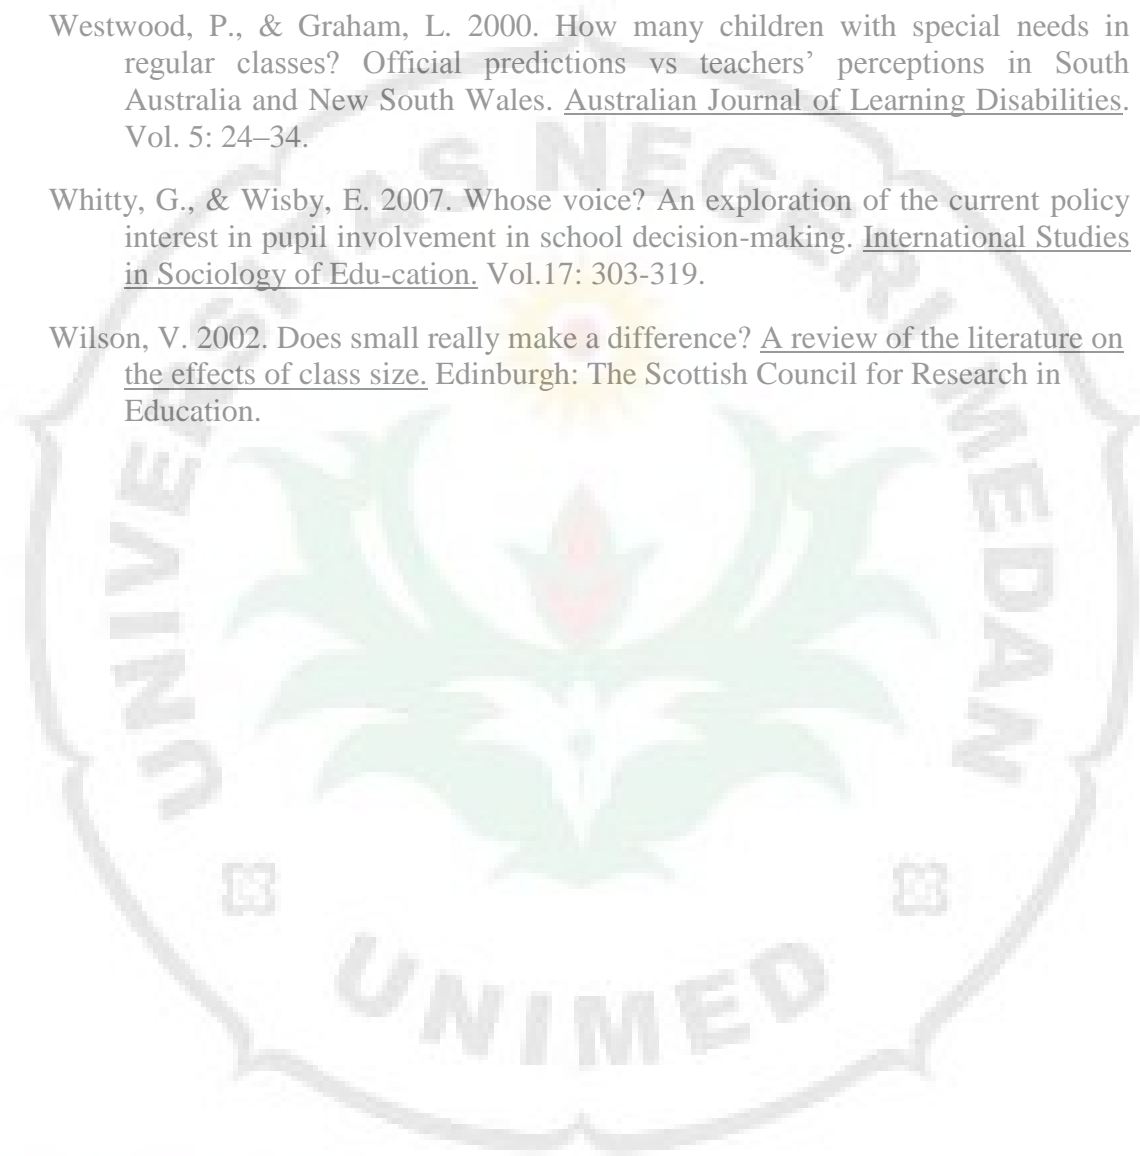 Westwood, P., & Graham, L. 2000. How many children with special needs in
regular classes? Official predictions vs teachers’ perceptions in South
Australia and New South Wales. Australian Journal of Learning Disabilities.
Vol. 5: 24–34.
Whitty, G., & Wisby, E. 2007. Whose voice? An exploration of the current policy
interest in pupil involvement in school decision-making. International Studies
in Sociology of Edu-cation. Vol.17: 303-319.
Wilson, V. 2002. Does small really make a difference? A review of the literature on
the effects of class size. Edinburgh: The Scottish Council for Research in
Education.
UNIVERSITAS NEGERI MEDAN
UNIMED